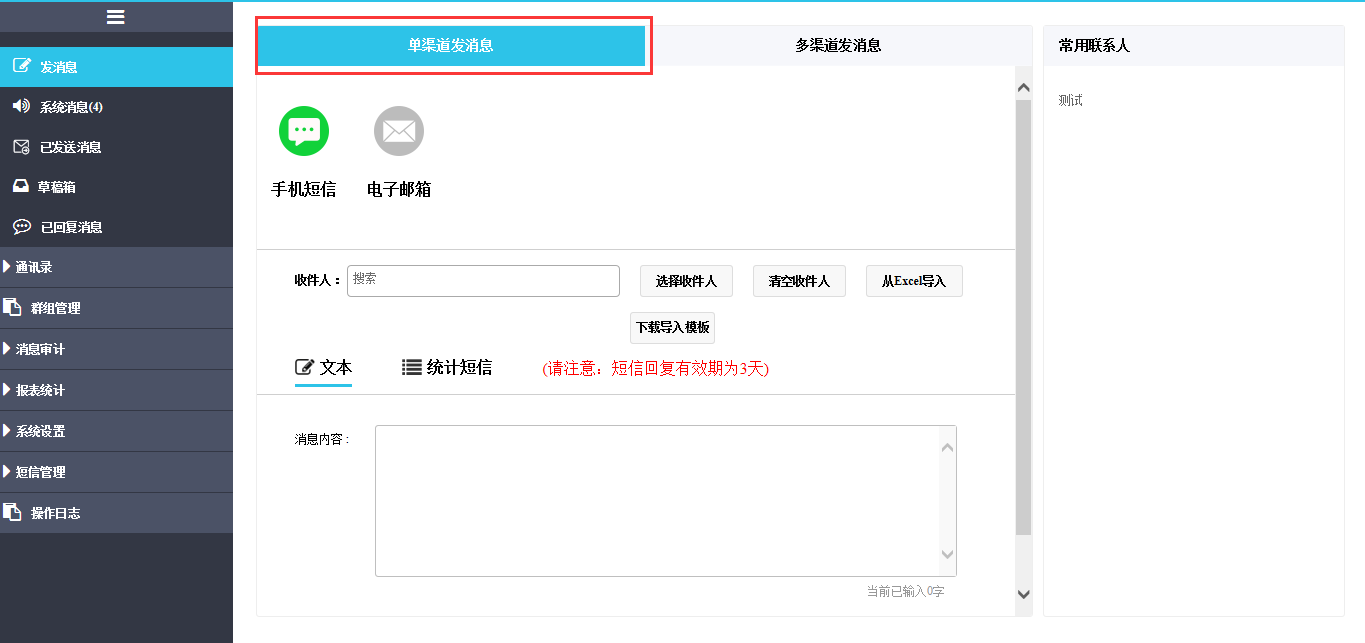 发消息
系统消息(4)
已发送消息
草稿箱
已回复消息
通讯录
群组管理
消息审计
报表统计
系统设置
短信管理
操作日志
单渠道发消息
多渠道发消息
手机短信
电子邮箱
收件人：
搜索
选择收件人
清空收件人
从Excel导入
下载导入模板
文本
统计短信
(请注意：短信回复有效期为3天)
消息内容：
当前已输入0字
常用联系人
测试